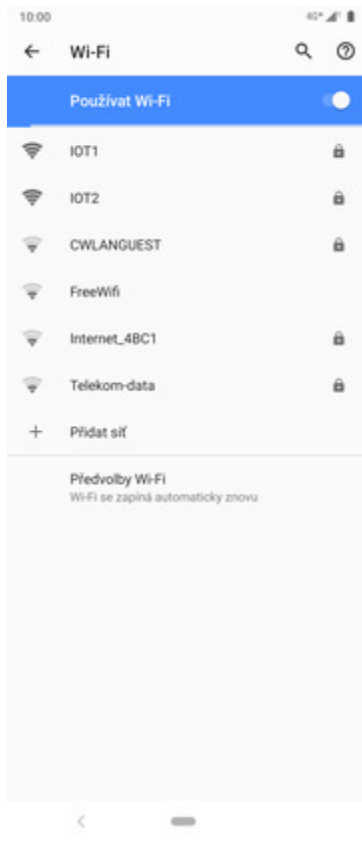 10:00 4G+
Wi-Fi
Používat Wi-Fi
IOT1
IOT2
CWLANGUEST
FreeWifi
Internet_4BC1
Telekom-data
Přidat síť
Předvolby Wi-Fi
Wi-Fi se zapíná automaticky znovu